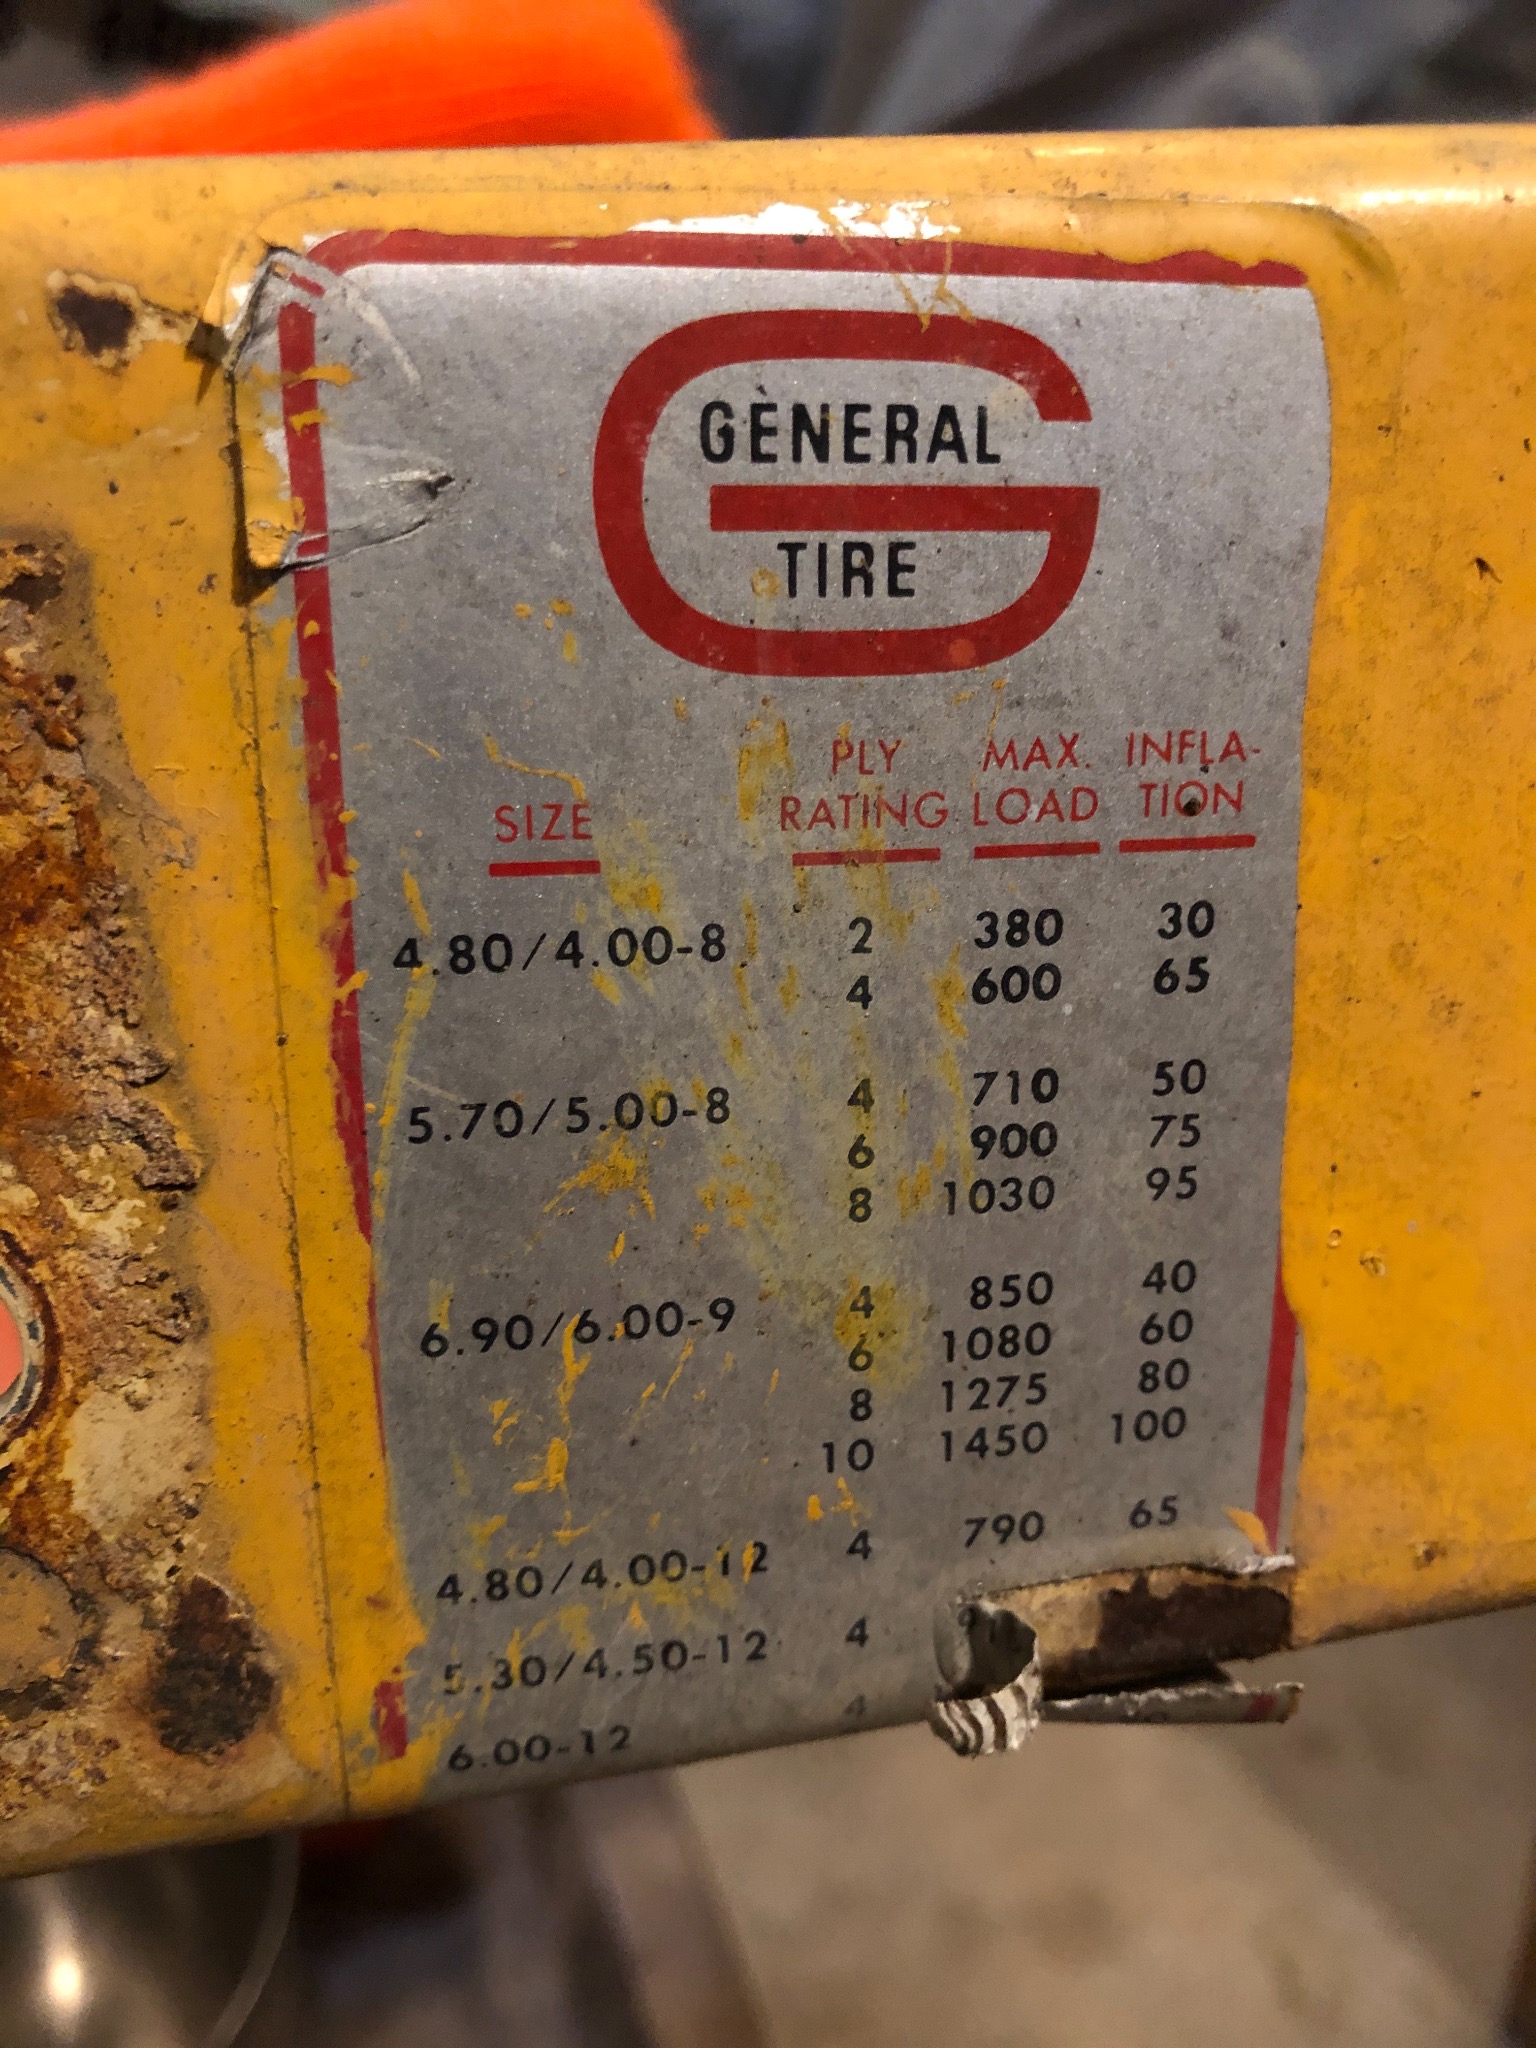 GENERAL
TIRE
SIZE PLY RATING MAX. LOAD INFLA-TION
4.80/4.00-8 2 380 30
4 600 65
5.70/5.00-8 4 710 50
6 900 75
8 1030 95
6.90/6.00-9 4 850 40
6 1080 60
8 1275 80
10 1450 100
4.80/4.00-12 4 790 65
5.30/4.50-12 4
6.00-12 4